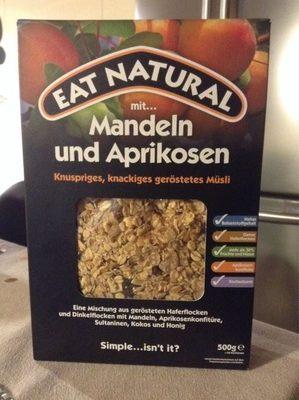 EAT NATURAL
mit...
Mandeln
und Aprikosen
Knuspriges, knackiges geröstetes Müsli
Eine Mischung aus gerösteten Haferflocken
und Dinkelflocken mit Mandeln, Aprikosenkonfitüre,
Sultaninen, Kokos und Honig
Simple...isn't it?
500g e